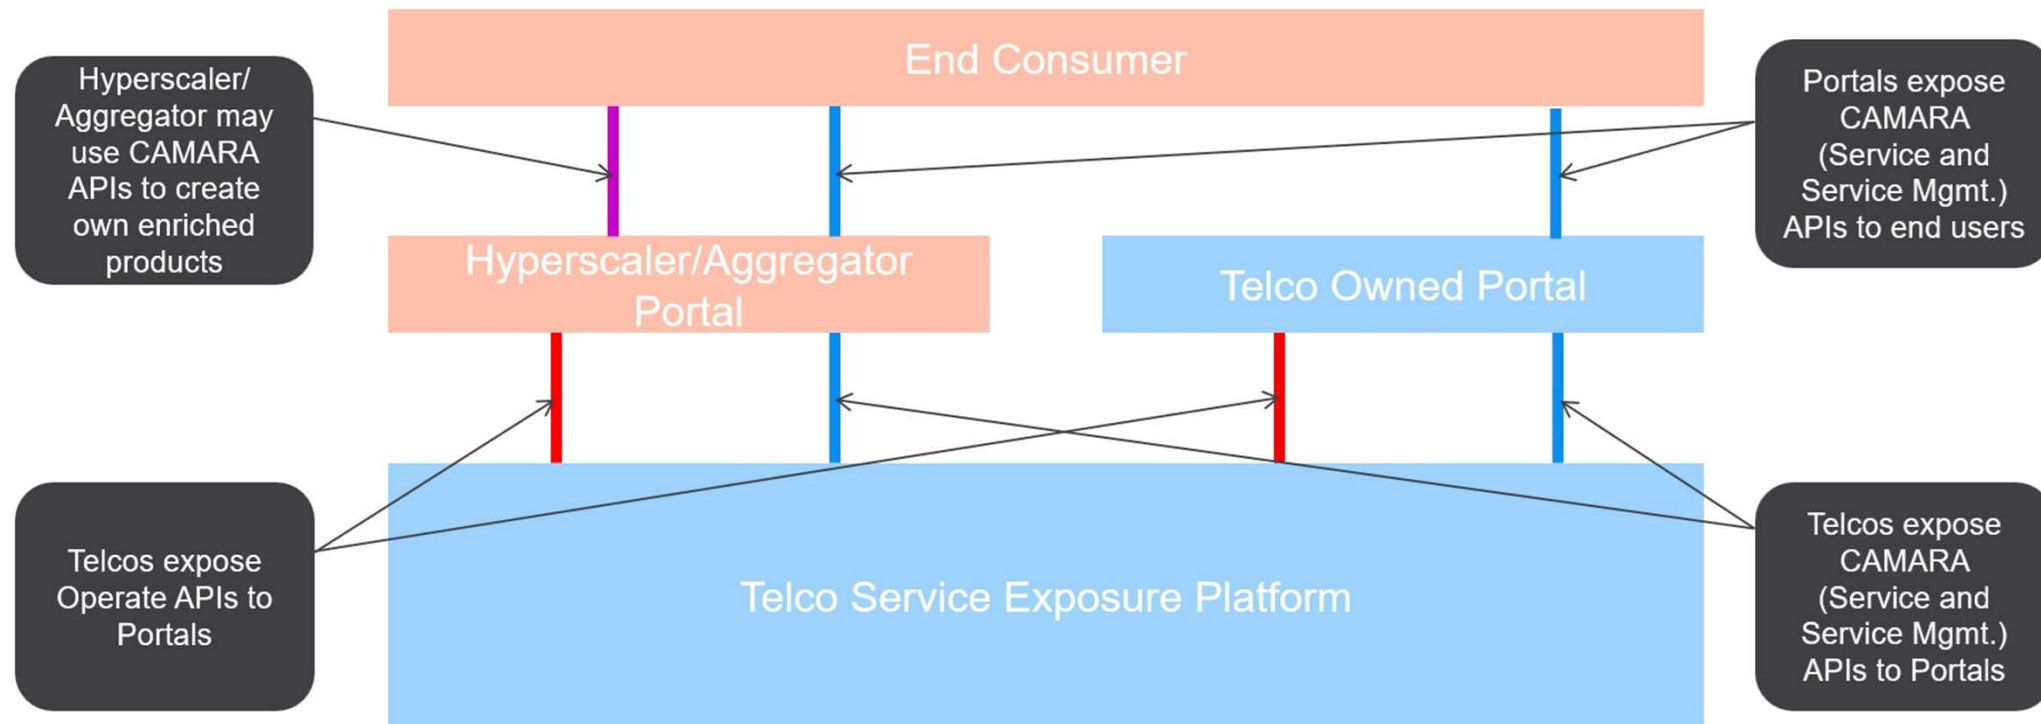 End Consumer
Hyperscaler/
Aggregator may
use CAMARA
APIs to create
own enriched
products
Portals expose
CAMARA
(Service and
Service Mgmt.)
APIs to end users
Hyperscaler/Aggregator
Portal
Telco Owned Portal
Telcos expose
Operate APIs to
Portals
Telco Service Exposure Platform
Telcos expose
CAMARA
(Service and
Service Mgmt.)
APIs to Portals